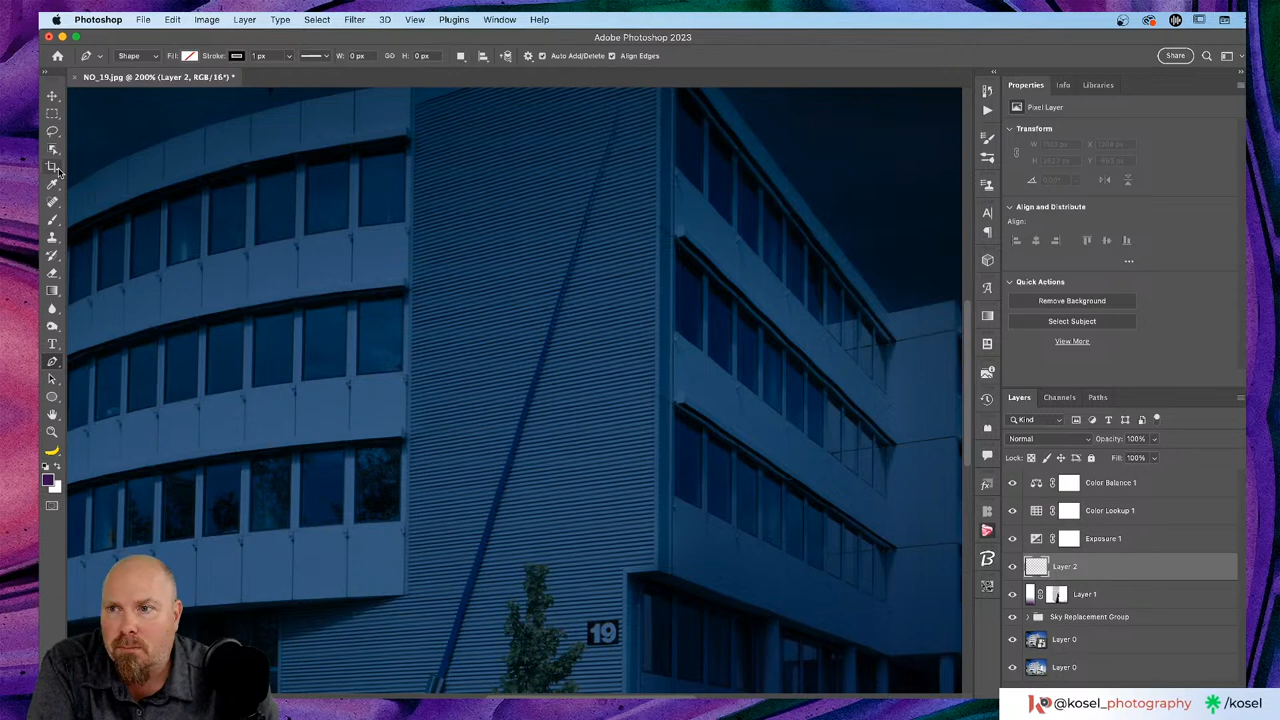 Photoshop File Edit Image Layer Type Select Filter 3D View Plugins Window Help
Adobe Photoshop 2023
Shape Fill: Stroke: 1 px W: 0 px GO H: 0 px Auto Add/Delete Align Edges Share
NO_19.jpg @ 200% (Layer 2, RGB/16*) *
Properties Info Libraries
Pixel Layer
Transform
W H X Y
0.00°
Align and Distribute
Align:
Quick Actions
Remove Background
Select Subject
View More
Layers Channels Paths
Kind
Normal Opacity: 100%
Lock: Fill: 100%
Color Balance 1
Color Lookup 1
Exposure 1
Layer 2
Layer 1
Sky Replacement Group
Layer 0
Layer 0
19
@kosel_photography /kosel